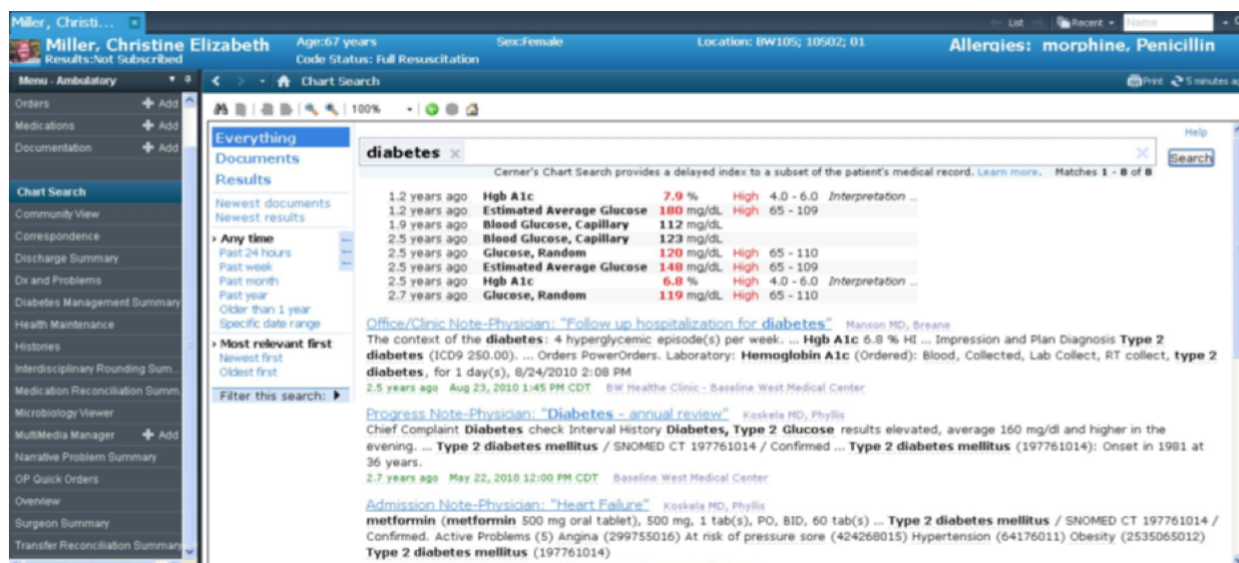 Miller, Christi...
List
Recent
Name
Miller, Christine Elizabeth
Age:67 years
Sex:Female
Location: BW10S; 10S02; 01
Allergies: morphine, Penicillin
Results:Not Subscribed
Code Status: Full Resuscitation
Menu - Ambulatory
Chart Search
Print
5 minutes ag
Orders
Add
Medications
Add
Documentation
Add
Chart Search
Community View
Correspondence
Discharge Summary
Dx and Problems
Diabetes Management Summary
Health Maintenance
Histories
Interdisciplinary Rounding Sum...
Medication Reconciliation Summ...
Microbiology Viewer
MultiMedia Manager
Add
Narrative Problem Summary
OP Quick Orders
Overview
Surgeon Summary
Transfer Reconciliation Summary
100%
Everything
Documents
Results
Newest documents
Newest results
Any time
Past 24 hours
Past week
Past month
Past year
Older than 1 year
Specific date range
Most relevant first
Newest first
Oldest first
Filter this search:
Help
diabetes x
Search
Cerner's Chart Search provides a delayed index to a subset of the patient's medical record. Learn more. Matches 1 - 8 of 8
1.2 years ago Hgb A1c 7.9 % High 4.0 - 6.0 Interpretation ...
1.2 years ago Estimated Average Glucose 180 mg/dL High 65 - 109
1.9 years ago Blood Glucose, Capillary 112 mg/dL
2.5 years ago Blood Glucose, Capillary 123 mg/dL
2.5 years ago Glucose, Random 120 mg/dL High 65 - 110
2.5 years ago Estimated Average Glucose 148 mg/dL High 65 - 109
2.5 years ago Hgb A1c 6.8 % High 4.0 - 6.0 Interpretation ...
2.7 years ago Glucose, Random 119 mg/dL High 65 - 110
Office/Clinic Note-Physician: "Follow up hospitalization for diabetes" Manson MD, Breane
The context of the diabetes: 4 hyperglycemic episode(s) per week. ... Hgb A1c 6.8 % HI ... Impression and Plan Diagnosis Type 2
diabetes (ICD9 250.00). ... Orders PowerOrders. Laboratory: Hemoglobin A1c (Ordered): Blood, Collected, Lab Collect, RT collect, type 2
diabetes, for 1 day(s), 8/24/2010 2:08 PM
2.5 years ago Aug 23, 2010 1:45 PM CDT BW Healthe Clinic - Baseline West Medical Center
Progress Note-Physician: "Diabetes - annual review" Koskela MD, Phyllis
Chief Complaint Diabetes check Interval History Diabetes, Type 2 Glucose results elevated, average 160 mg/dl and higher in the
evening. ... Type 2 diabetes mellitus / SNOMED CT 197761014 / Confirmed ... Type 2 diabetes mellitus (197761014): Onset in 1981 at
36 years.
2.7 years ago May 22, 2010 12:00 PM CDT Baseline West Medical Center
Admission Note-Physician: "Heart Failure" Koskela MD, Phyllis
metformin (metformin 500 mg oral tablet), 500 mg, 1 tab(s), PO, BID, 60 tab(s) ... Type 2 diabetes mellitus / SNOMED CT 197761014 /
Confirmed. Active Problems (5) Angina (299755016) At risk of pressure sore (424268015) Hypertension (64176011) Obesity (2535065012)
Type 2 diabetes mellitus (197761014)